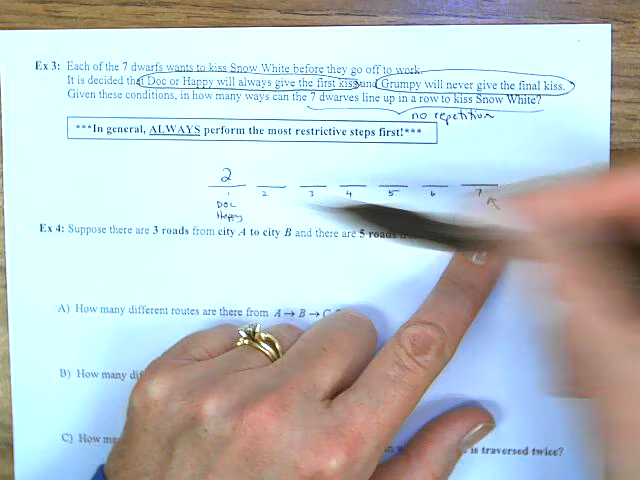 Ex 3: Each of the 7 dwarfs wants to kiss Snow White before they go off to work.
It is decided that Doc or Happy will always give the first kiss and Grumpy will never give the final kiss.
Given these conditions, in how many ways can the 7 dwarves line up in a row to kiss Snow White?
no repetition
***In general, ALWAYS perform the most restrictive steps first!***
2
1 2 3 4 5 6 7
Doc
Happy
Ex 4: Suppose there are 3 roads from city A to city B and there are 5 roads
A) How many different routes are there from A → B → C
B) How many
C) How
is traversed twice?